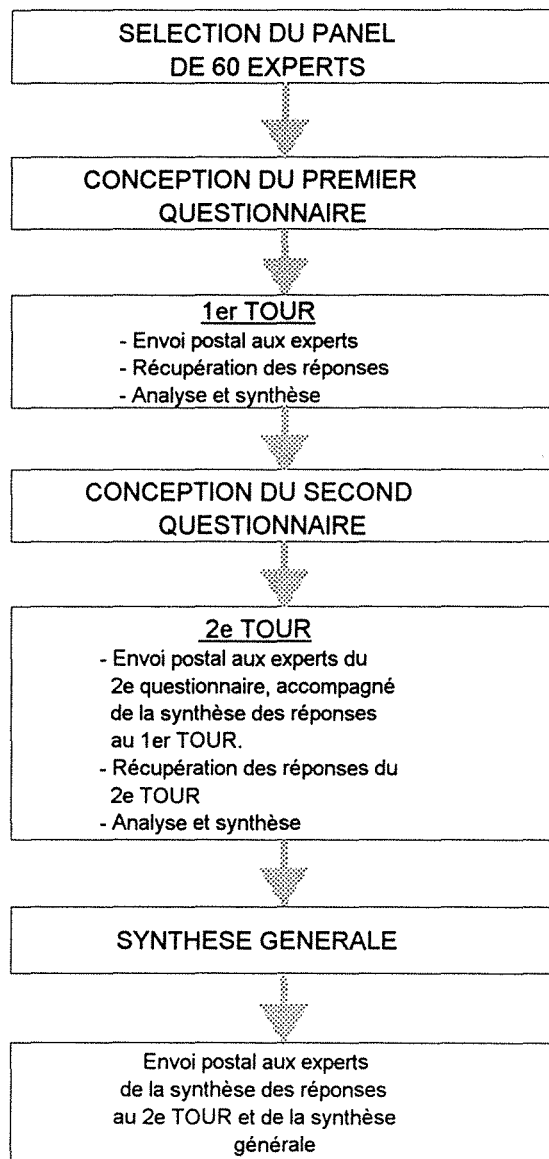 SELECTION DU PANEL
DE 60 EXPERTS
CONCEPTION DU PREMIER
QUESTIONNAIRE
1er TOUR
- Envoi postal aux experts
- Récupération des réponses
- Analyse et synthèse
CONCEPTION DU SECOND
QUESTIONNAIRE
2e TOUR
- Envoi postal aux experts du
2e questionnaire, accompagné
de la synthèse des réponses
au 1er TOUR.
- Récupération des réponses du
2e TOUR
- Analyse et synthèse
SYNTHESE GENERALE
Envoi postal aux experts
de la synthèse des réponses
au 2e TOUR et de la synthèse
générale